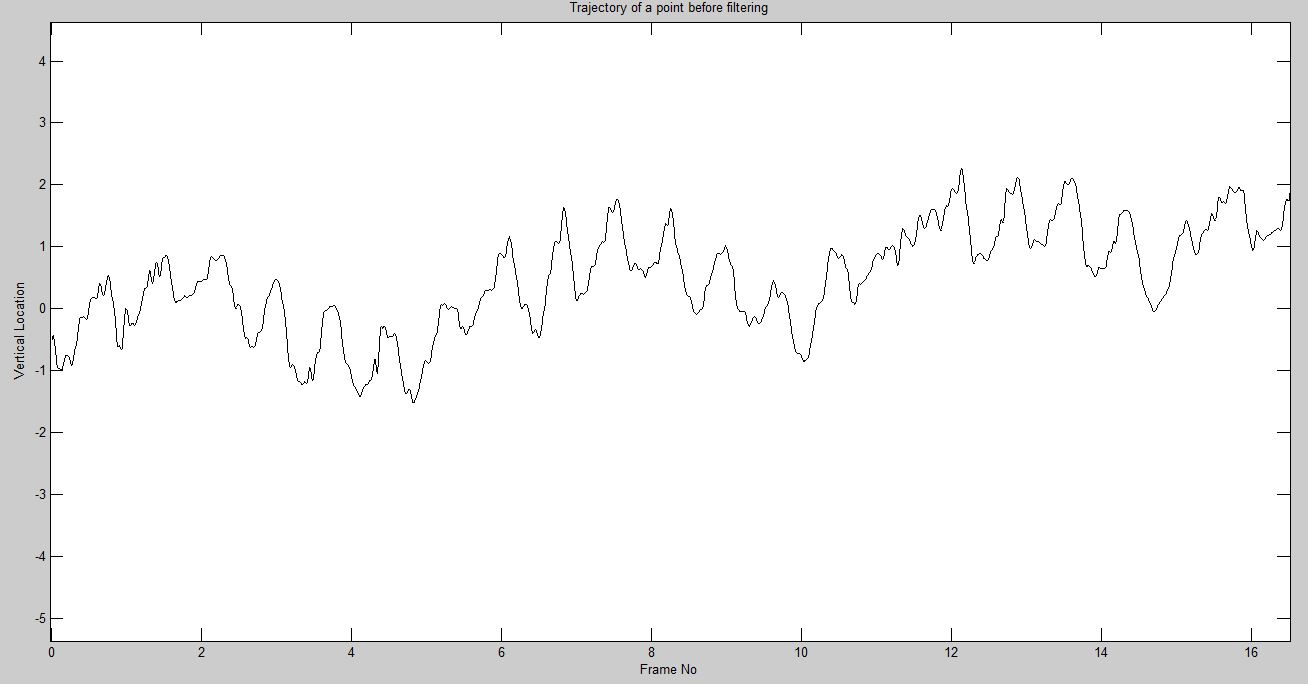 Trajectory of a point before filtering
4
3
2
1
0
-1
-2
-3
-4
-5
Vertical Location
0 2 4 6 8 10 12 14 16
Frame No